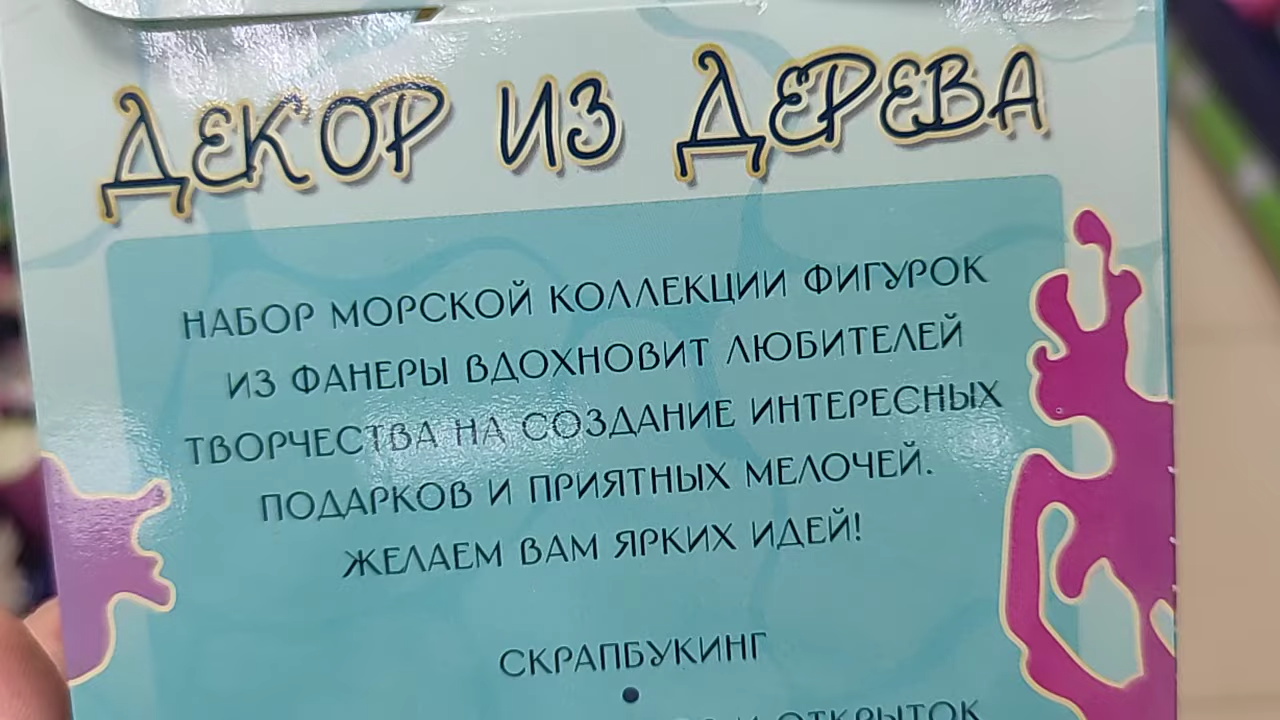 ДЕКОР ИЗ ДЕРЕВА
НАБОР МОРСКОЙ КОЛЛЕКЦИИ ФИГУРОК
ИЗ ФАНЕРЫ ВДОХНОВИТ ЛЮБИТЕЛЕЙ
ТВОРЧЕСТВА НА СОЗДАНИЕ ИНТЕРЕСНЫХ
ПОДАРКОВ И ПРИЯТНЫХ МЕЛОЧЕЙ.
ЖЕЛАЕМ ВАМ ЯРКИХ ИДЕЙ!
СКРАПБУКИНГ
•
И ОТКРЫТОК